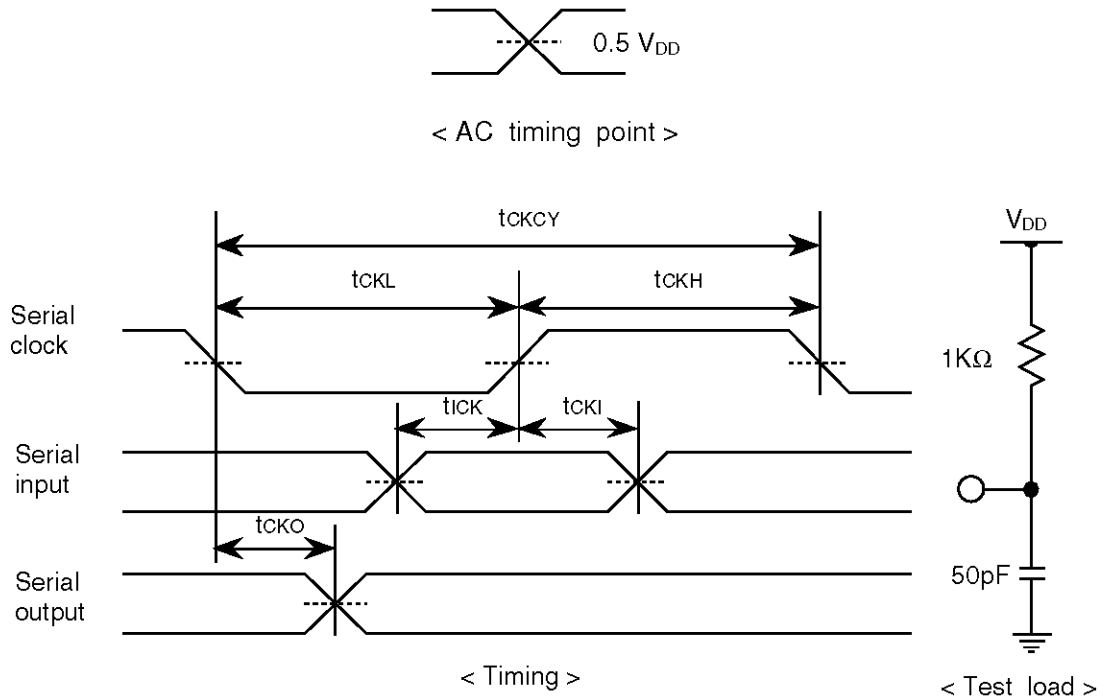 0.5 VDD
< AC timing point >
tCKCY
VDD
tCKL
tCKH
Serial
clock
1KΩ
tICK
tCKI
Serial
input
tCKO
Serial
output
50pF
< Timing >
< Test load >